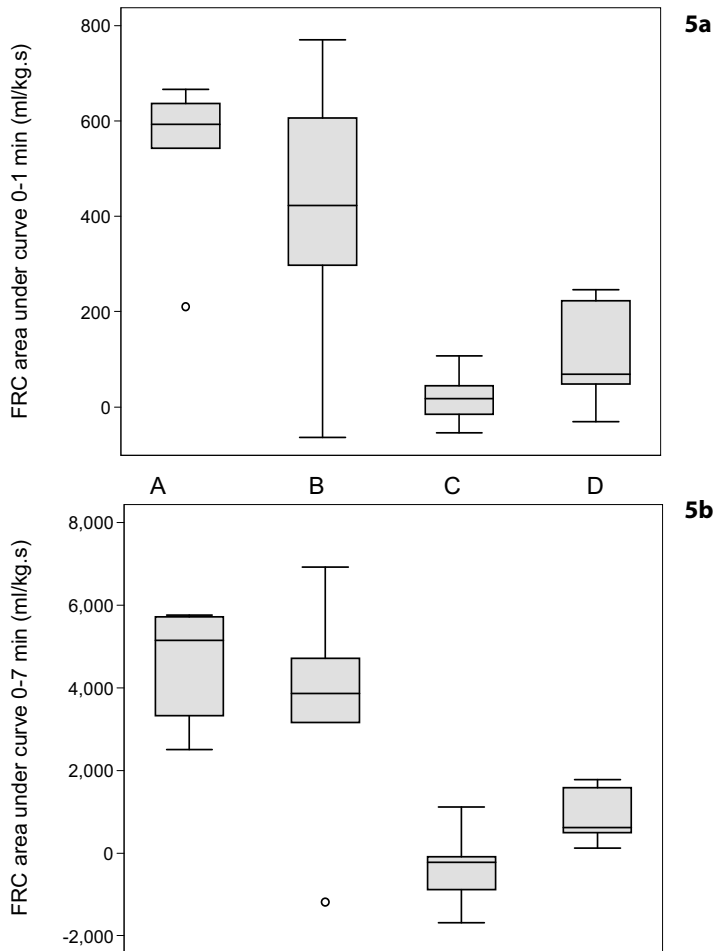 5a
FRC area under curve 0-1 min (ml/kg.s)
800
600
400
200
0
A B C D
5b
FRC area under curve 0-7 min (ml/kg.s)
8,000
6,000
4,000
2,000
0
-2,000